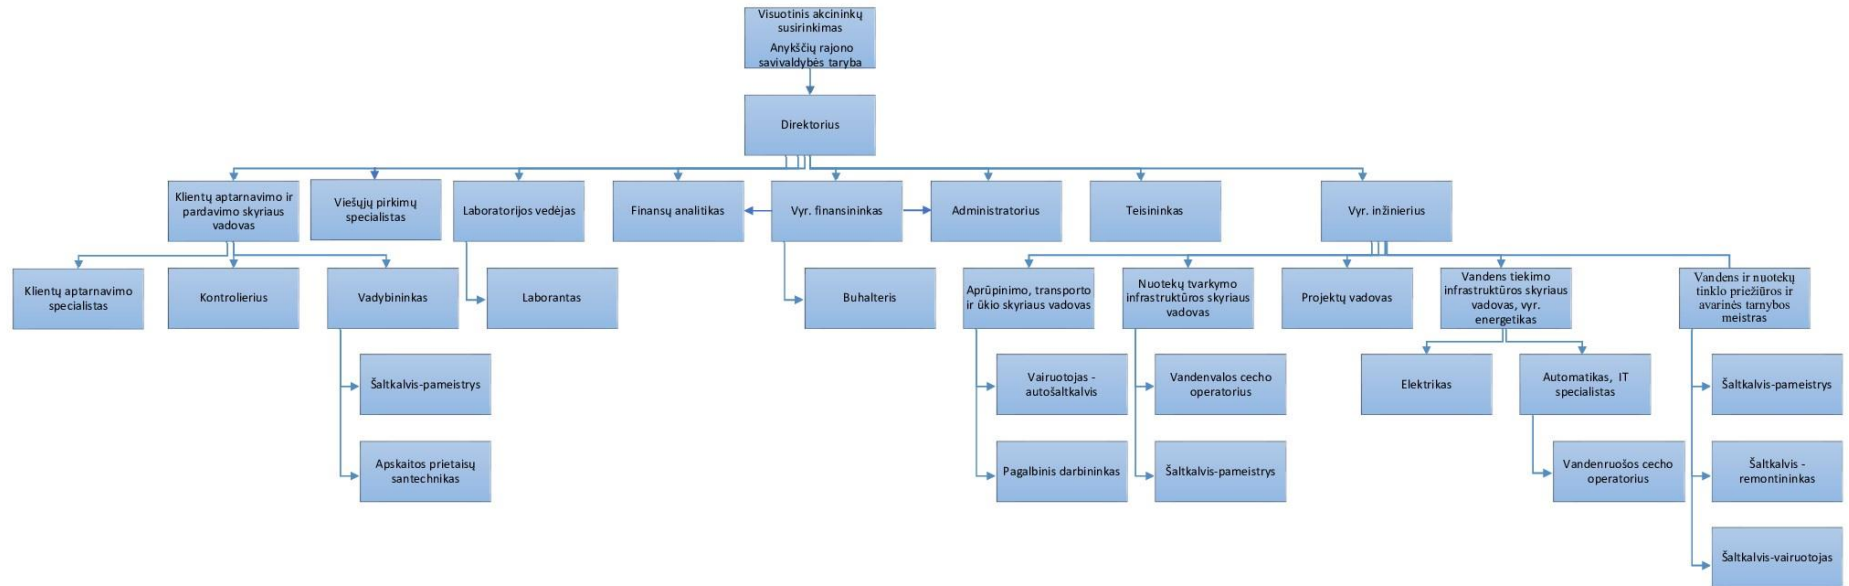 Visuotinis akcininkų
susirinkimas
Anykščių rajono
savivaldybės taryba
Direktorius
Klientų aptarnavimo ir
pardavimo skyriaus
vadovas
Viešųjų pirkimų
specialistas
Laboratorijos vedėjas
Finansų analitikas
Vyr. finansininkas
Administratorius
Teisininkas
Vyr. inžinierius
Klientų aptarnavimo
specialistas
Kontrolierius
Vadybininkas
Laborantas
Buhalteris
Aprūpinimo, transporto
ir ūkio skyriaus vadovas
Nuotekų tvarkymo
infrastruktūros skyriaus
vadovas
Projektų vadovas
Vandens tiekimo
infrastruktūros skyriaus
vadovas, vyr.
energetikas
Vandens ir nuotekų
tinklo priežiūros ir
avarinės tarnybos
meistras
Šaltkalvis-pameistrys
Vairuotojas -
autošaltkalvis
Vandenvalos cecho
operatorius
Elektrikas
Automatikas, IT
specialistas
Šaltkalvis-pameistrys
Apskaitos prietaisų
santechnikas
Pagalbinis darbininkas
Šaltkalvis-pameistrys
Vandenruošos cecho
operatorius
Šaltkalvis -
remontininkas
Šaltkalvis-vairuotojas